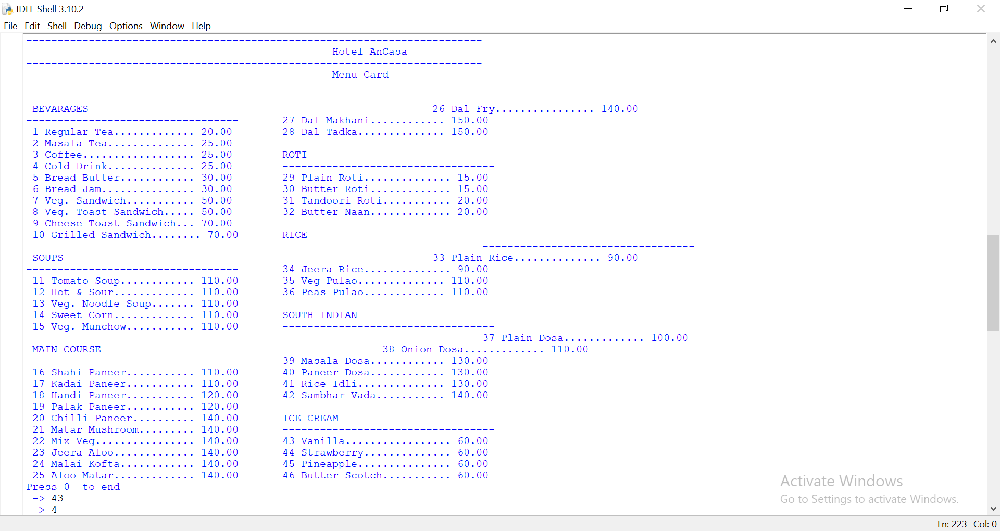 IDLE Shell 3.10.2
File Edit Shell Debug Options Window Help
--------------------------------------------------------------------------
Hotel AnCasa
--------------------------------------------------------------------------
Menu Card
--------------------------------------------------------------------------
BEVARAGES 26 Dal Fry................ 140.00
---------------------------------- 27 Dal Makhani............ 150.00
1 Regular Tea............. 20.00 28 Dal Tadka.............. 150.00
2 Masala Tea.............. 25.00
3 Coffee.................. 25.00 ROTI
4 Cold Drink.............. 25.00 ----------------------------------
5 Bread Butter............ 30.00 29 Plain Roti.............. 15.00
6 Bread Jam............... 30.00 30 Butter Roti............. 15.00
7 Veg. Sandwich........... 50.00 31 Tandoori Roti........... 20.00
8 Veg. Toast Sandwich..... 50.00 32 Butter Naan............. 20.00
9 Cheese Toast Sandwich... 70.00
10 Grilled Sandwich........ 70.00 RICE
----------------------------------
SOUPS 33 Plain Rice.............. 90.00
---------------------------------- 34 Jeera Rice.............. 90.00
11 Tomato Soup............ 110.00 35 Veg Pulao.............. 110.00
12 Hot & Sour............. 110.00 36 Peas Pulao............. 110.00
13 Veg. Noodle Soup....... 110.00
14 Sweet Corn............. 110.00 SOUTH INDIAN
15 Veg. Munchow........... 110.00 ----------------------------------
37 Plain Dosa............. 100.00
MAIN COURSE 38 Onion Dosa............. 110.00
---------------------------------- 39 Masala Dosa............ 130.00
16 Shahi Paneer........... 110.00 40 Paneer Dosa............ 130.00
17 Kadai Paneer........... 110.00 41 Rice Idli.............. 130.00
18 Handi Paneer........... 120.00 42 Sambhar Vada........... 140.00
19 Palak Paneer........... 120.00
20 Chilli Paneer.......... 140.00 ICE CREAM
21 Matar Mushroom......... 140.00 ----------------------------------
22 Mix Veg................ 140.00 43 Vanilla................. 60.00
23 Jeera Aloo............. 140.00 44 Strawberry.............. 60.00
24 Malai Kofta............ 140.00 45 Pineapple............... 60.00
25 Aloo Matar............. 140.00 46 Butter Scotch........... 60.00
Press 0 -to end
-> 43
-> 4
Activate Windows
Go to Settings to activate Windows.
Ln: 223 Col: 0